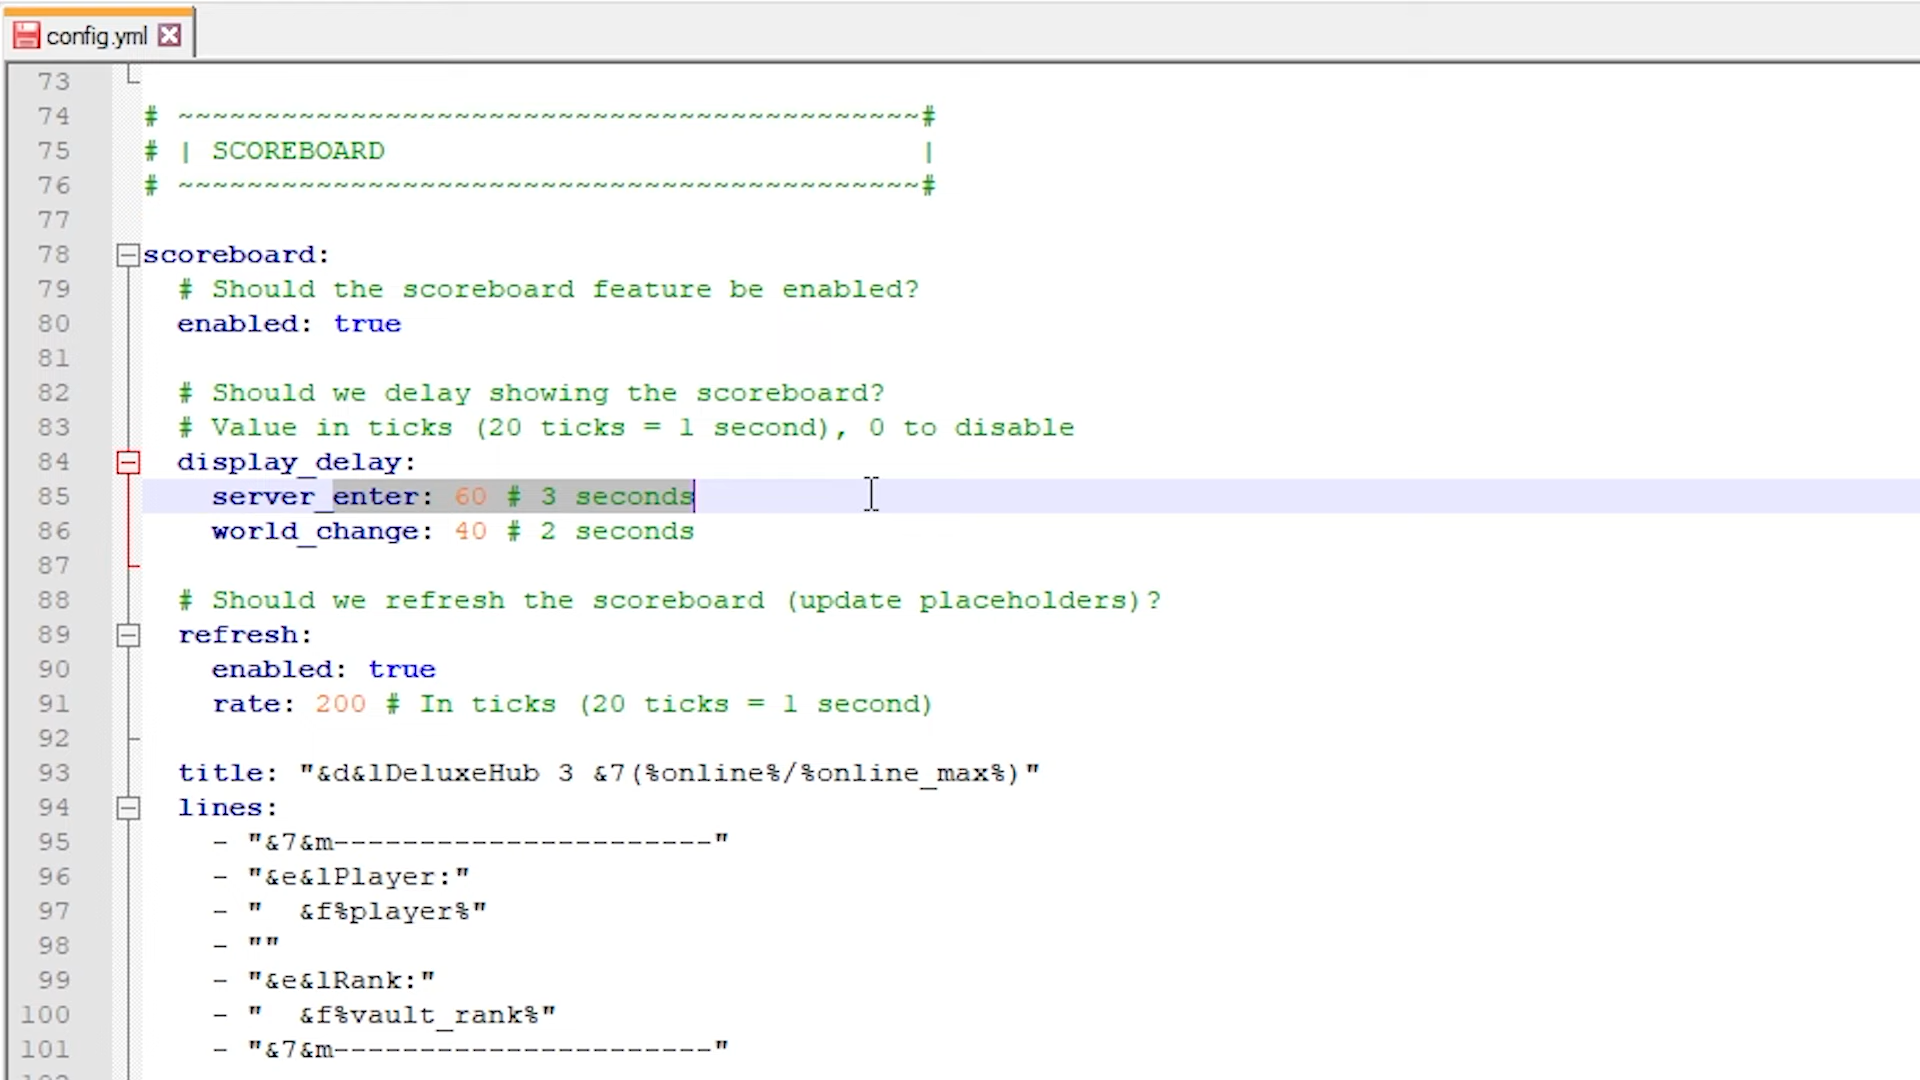 config.yml
73
74 # ~~~~~~~~~~~~~~~~~~~~~~~~~~~~~~~~~~~~~~~~~~~#
75 # | SCOREBOARD                               |
76 # ~~~~~~~~~~~~~~~~~~~~~~~~~~~~~~~~~~~~~~~~~~~#
77
78 scoreboard:
79   # Should the scoreboard feature be enabled?
80   enabled: true
81
82   # Should we delay showing the scoreboard?
83   # Value in ticks (20 ticks = 1 second), 0 to disable
84   display_delay:
85     server_enter: 60 # 3 seconds
86     world_change: 40 # 2 seconds
87
88   # Should we refresh the scoreboard (update placeholders)?
89   refresh:
90     enabled: true
91     rate: 200 # In ticks (20 ticks = 1 second)
92
93   title: "&d&lDeluxeHub 3 &7(%online%/%online_max%)"
94   lines:
95     - "&7&m----------------------"
96     - "&e&lPlayer:"
97     - "  &f%player%"
98     - ""
99     - "&e&lRank:"
100     - "  &f%vault_rank%"
101     - "&7&m----------------------"